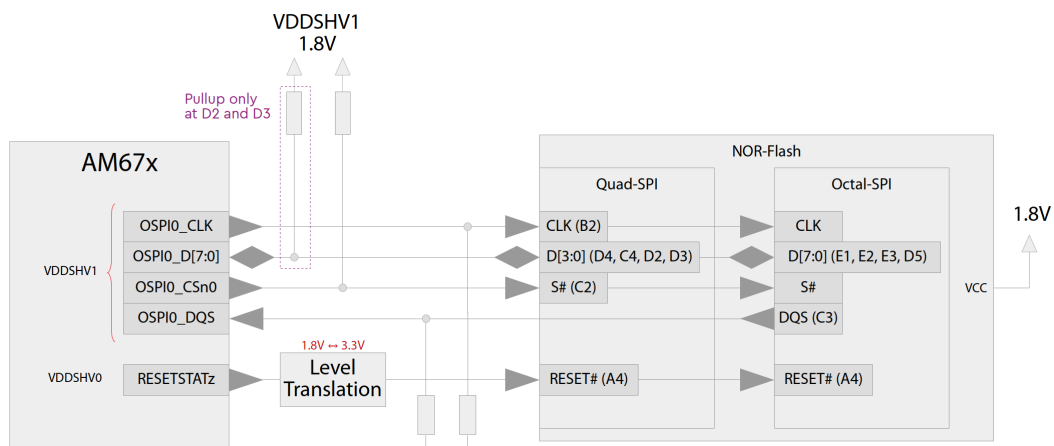 VDDSHV1
1.8V
Pullup only
at D2 and D3
AM67x
NOR-Flash
Quad-SPI
Octal-SPI
1.8V
VDDSHV1
OSPI0_CLK
CLK (B2)
CLK
OSPI0_D[7:0]
D[3:0] (D4, C4, D2, D3)
D[7:0] (E1, E2, E3, D5)
OSPI0_CSn0
S# (C2)
S#
VCC
OSPI0_DQS
DQS (C3)
1.8V ↔ 3.3V
VDDSHV0
RESETSTATz
Level
Translation
RESET# (A4)
RESET# (A4)